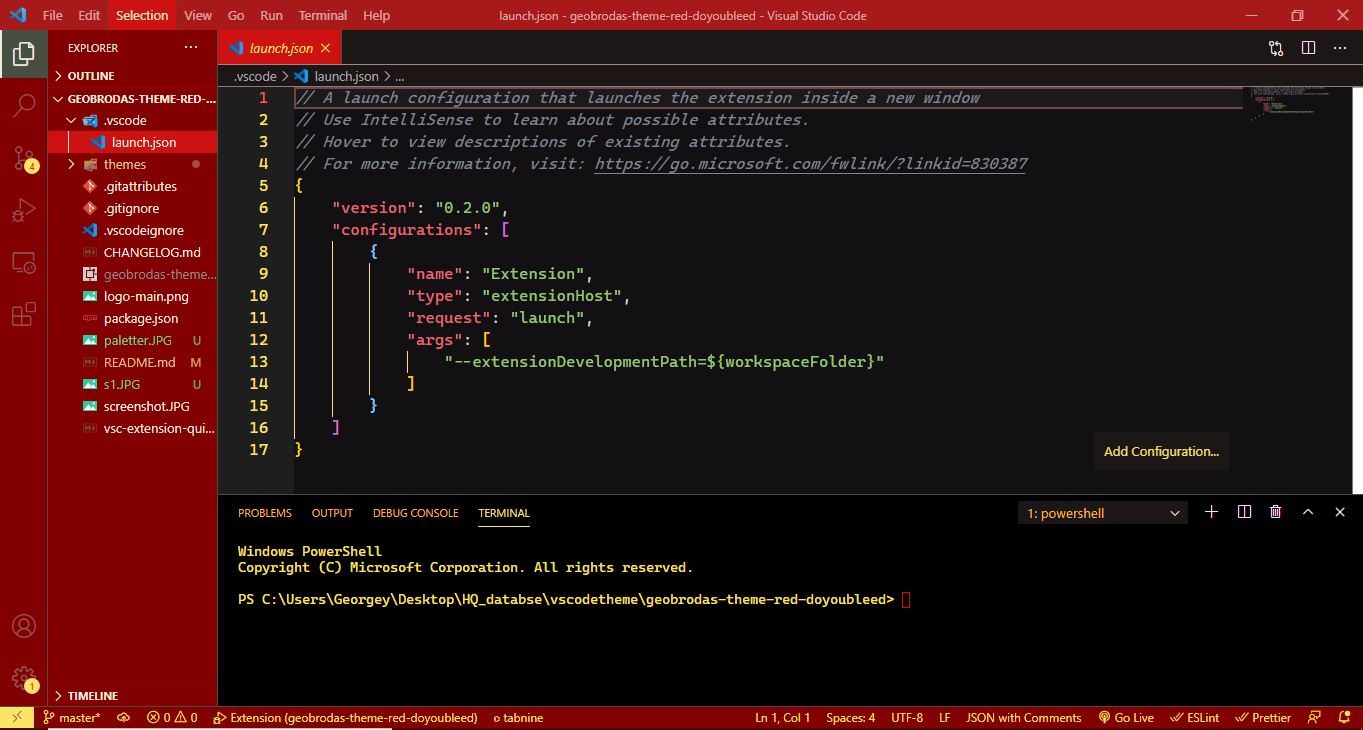 File Edit Selection View Go Run Terminal Help launch.json - geobrodas-theme-red-doyoubleed - Visual Studio Code
EXPLORER ...
OUTLINE
GEOBRODAS-THEME-RED-...
.vscode
launch.json
themes
.gitattributes
.gitignore
.vscodeignore
CHANGELOG.md
geobrodas-theme...
logo-main.png
package.json
paletter.JPG U
README.md M
s1.JPG U
screenshot.JPG
vsc-extension-qui...
TIMELINE
4
1
launch.json
.vscode > launch.json > ...
1 // A launch configuration that launches the extension inside a new window
2 // Use IntelliSense to learn about possible attributes.
3 // Hover to view descriptions of existing attributes.
4 // For more information, visit: https://go.microsoft.com/fwlink/?linkid=830387
5 {
6 "version": "0.2.0",
7 "configurations": [
8 {
9 "name": "Extension",
10 "type": "extensionHost",
11 "request": "launch",
12 "args": [
13 "--extensionDevelopmentPath=${workspaceFolder}"
14 ]
15 }
16 ]
17 }
Add Configuration...
PROBLEMS OUTPUT DEBUG CONSOLE TERMINAL 1: powershell
Windows PowerShell
Copyright (C) Microsoft Corporation. All rights reserved.
PS C:\Users\Georgey\Desktop\HQ_databse\vscodetheme\geobrodas-theme-red-doyoubleed>
master* 0 0 Extension (geobrodas-theme-red-doyoubleed) tabnine Ln 1, Col 1 Spaces: 4 UTF-8 LF JSON with Comments Go Live ESLint Prettier